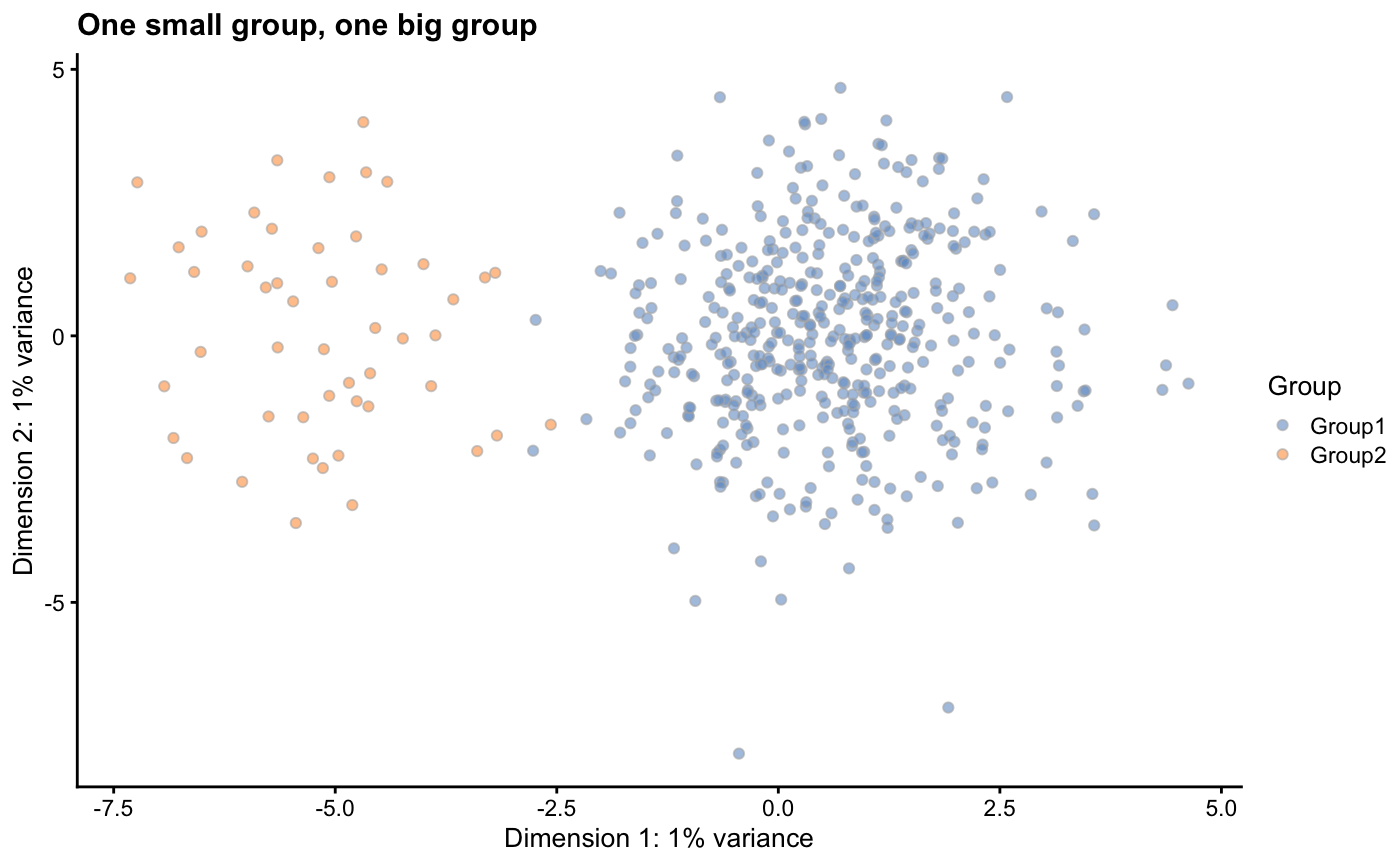 One small group, one big group
5
0
-5
Dimension 2: 1% variance
-7.5
-5.0
-2.5
0.0
2.5
5.0
Dimension 1: 1% variance
Group
Group1
Group2